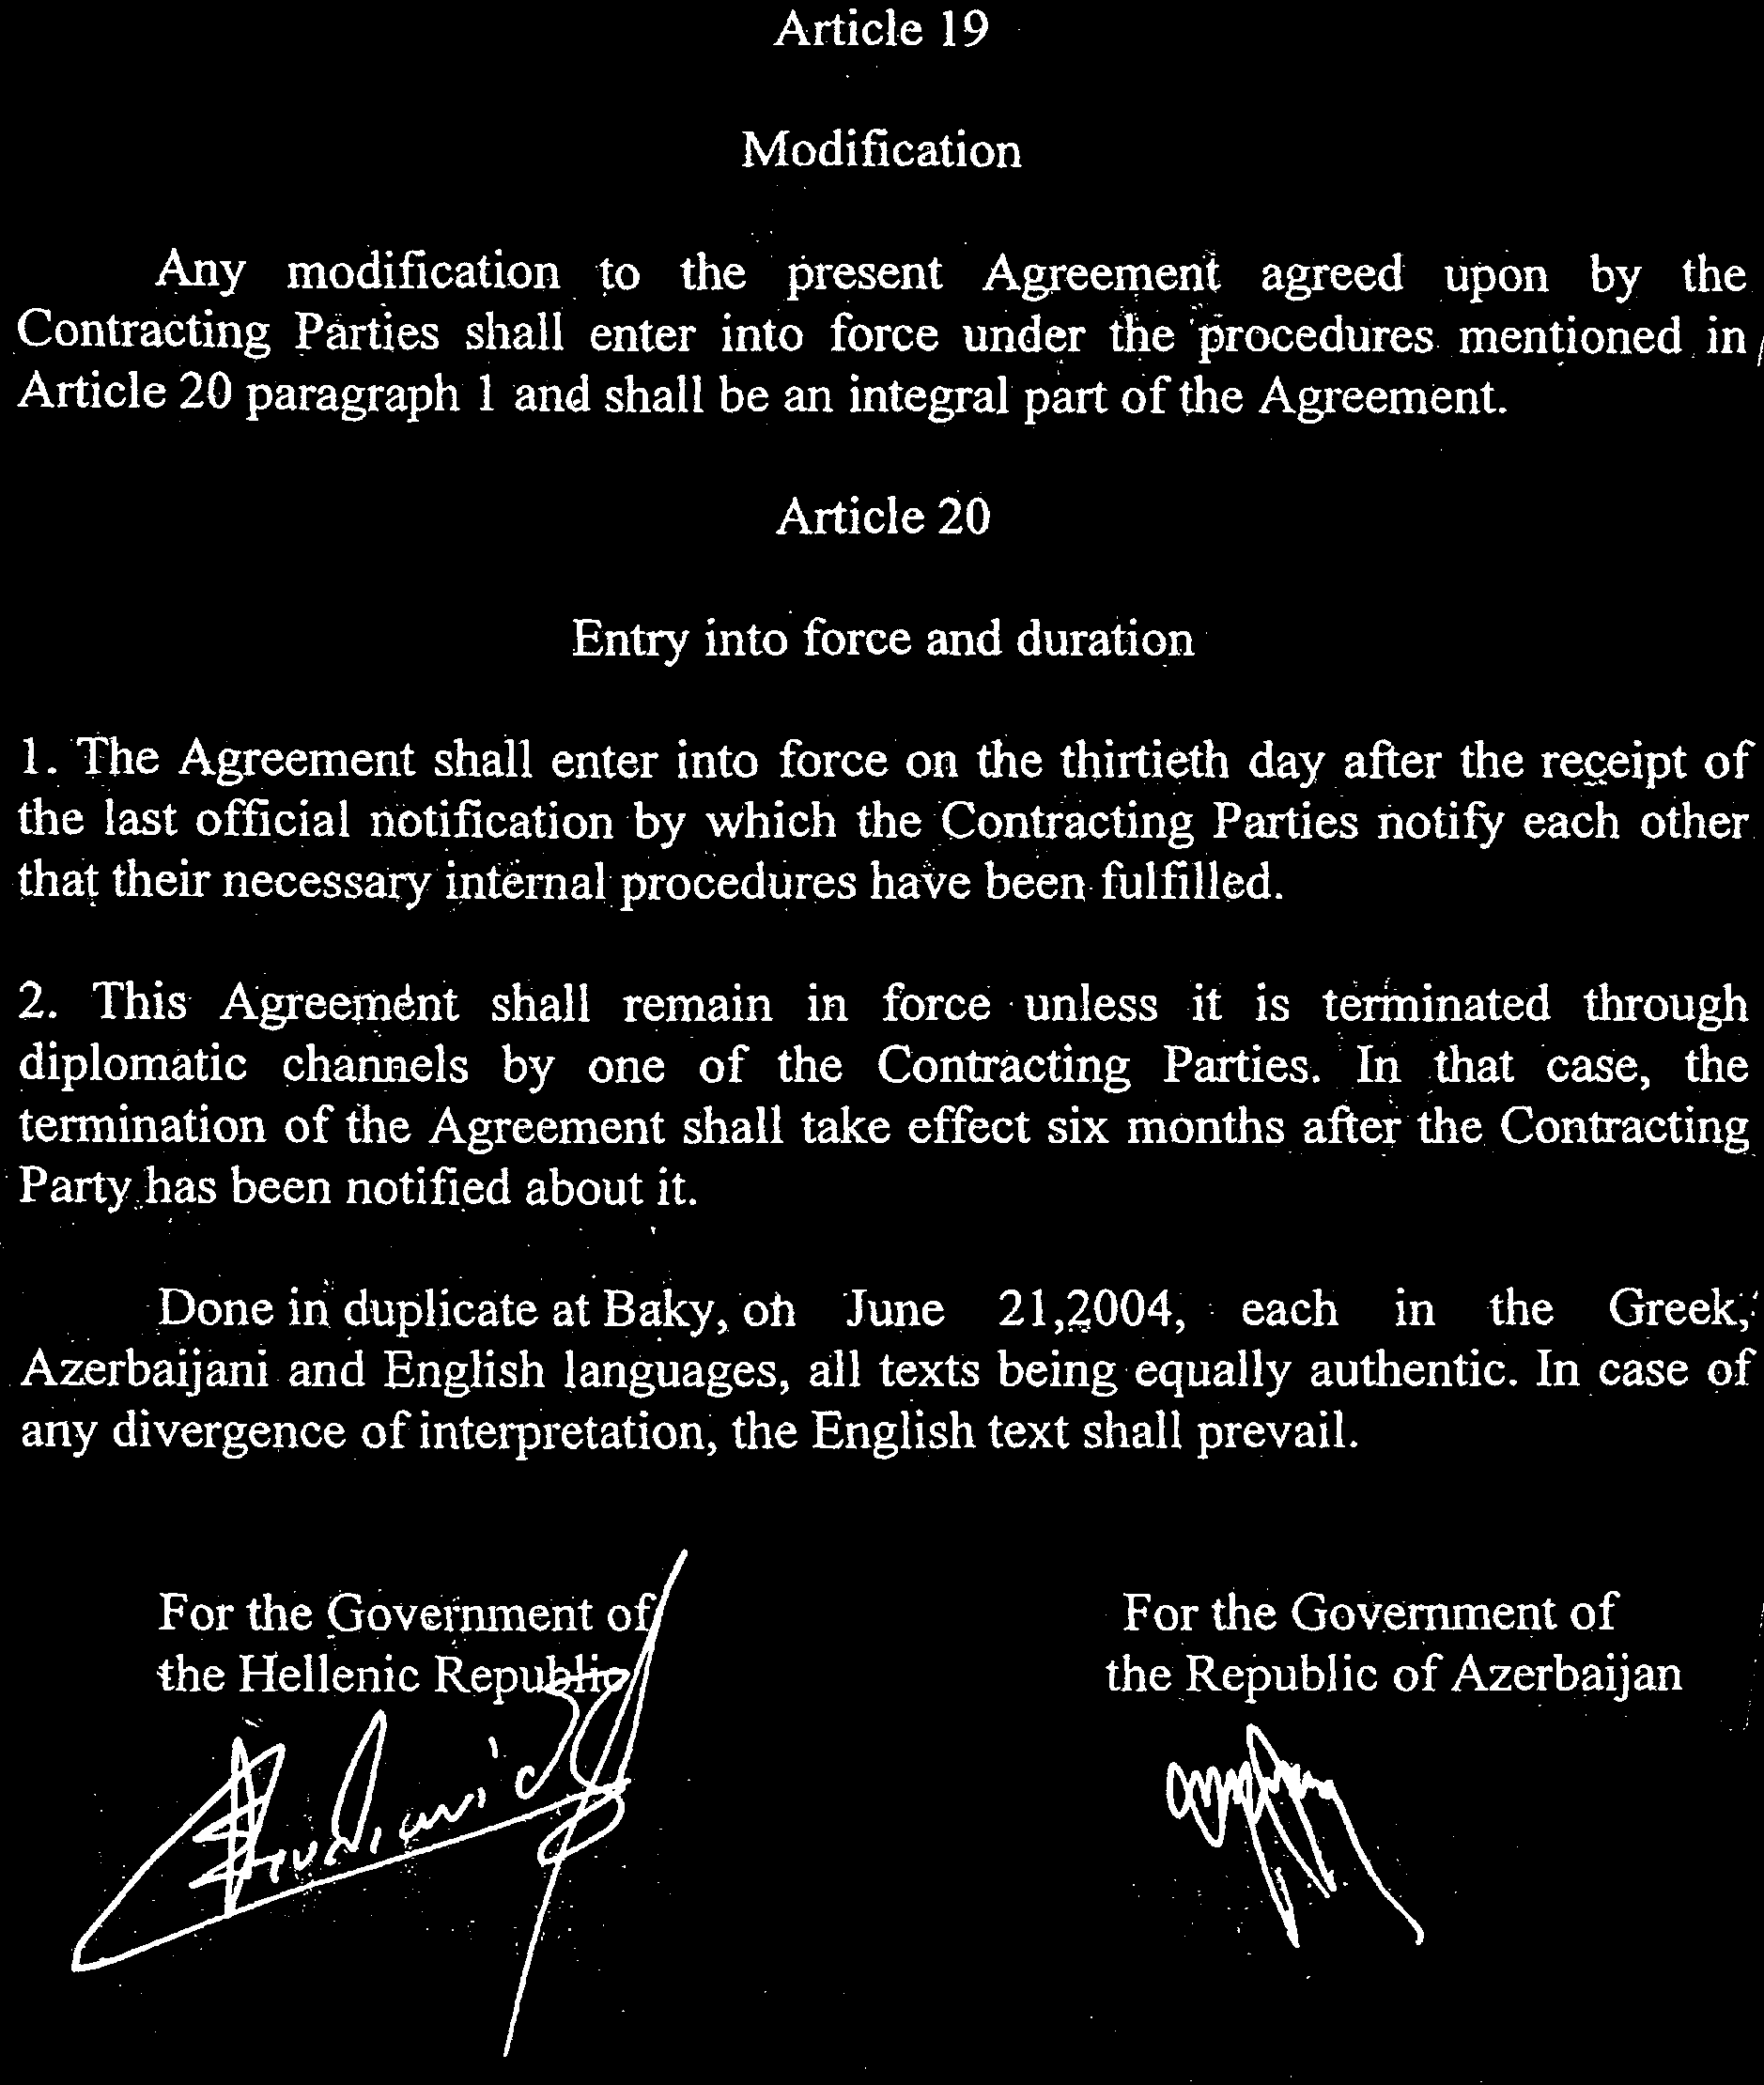 Article 19
Modification
Any modification to the present Agreement agreed upon by the
Contracting Parties shall enter into force under the procedures mentioned in
Article 20 paragraph 1 and shall be an integral part of the Agreement.
Article 20
Entry into force and duration
1. The Agreement shall enter into force on the thirtieth day after the receipt of
the last official notification by which the Contracting Parties notify each other
that their necessary internal procedures have been fulfilled.
2. This Agreement shall remain in force unless it is terminated through
diplomatic channels by one of the Contracting Parties. In that case, the
termination of the Agreement shall take effect six months after the Contracting
Party has been notified about it.
Done in duplicate at Baky, on June 21,2004, each in the Greek,
Azerbaijani and English languages, all texts being equally authentic. In case of
any divergence of interpretation, the English text shall prevail.
For the Government of
the Hellenic Republic
For the Government of
the Republic of Azerbaijan